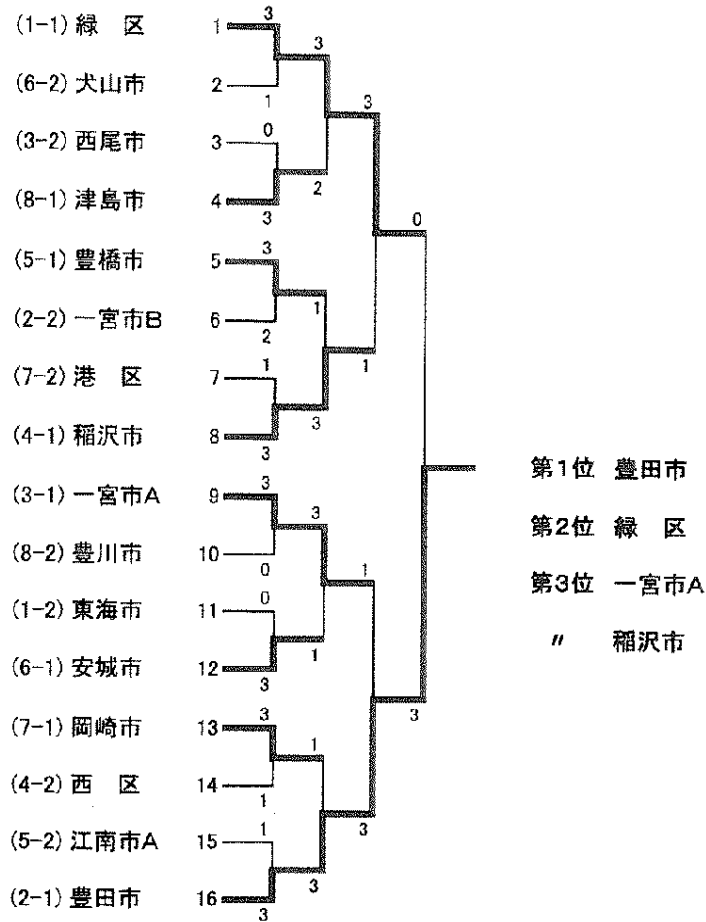 (1-1) 緑　区 1 3
3
(6-2) 犬山市 2 1
3
(3-2) 西尾市 3 0
2
(8-1) 津島市 4 3
0
(5-1) 豊橋市 5 3
1
(2-2) 一宮市B 6 2
1
(7-2) 港　区 7 1
3
(4-1) 稲沢市 8 3
第1位 豊田市
(3-1) 一宮市A 9 3
3
第2位 緑　区
(8-2) 豊川市 10 0
1
第3位 一宮市A
(1-2) 東海市 11 0
1
〃 稲沢市
(6-1) 安城市 12 3
3
(7-1) 岡崎市 13 3
1
(4-2) 西　区 14 1
3
(5-2) 江南市A 15 1
3
(2-1) 豊田市 16 3